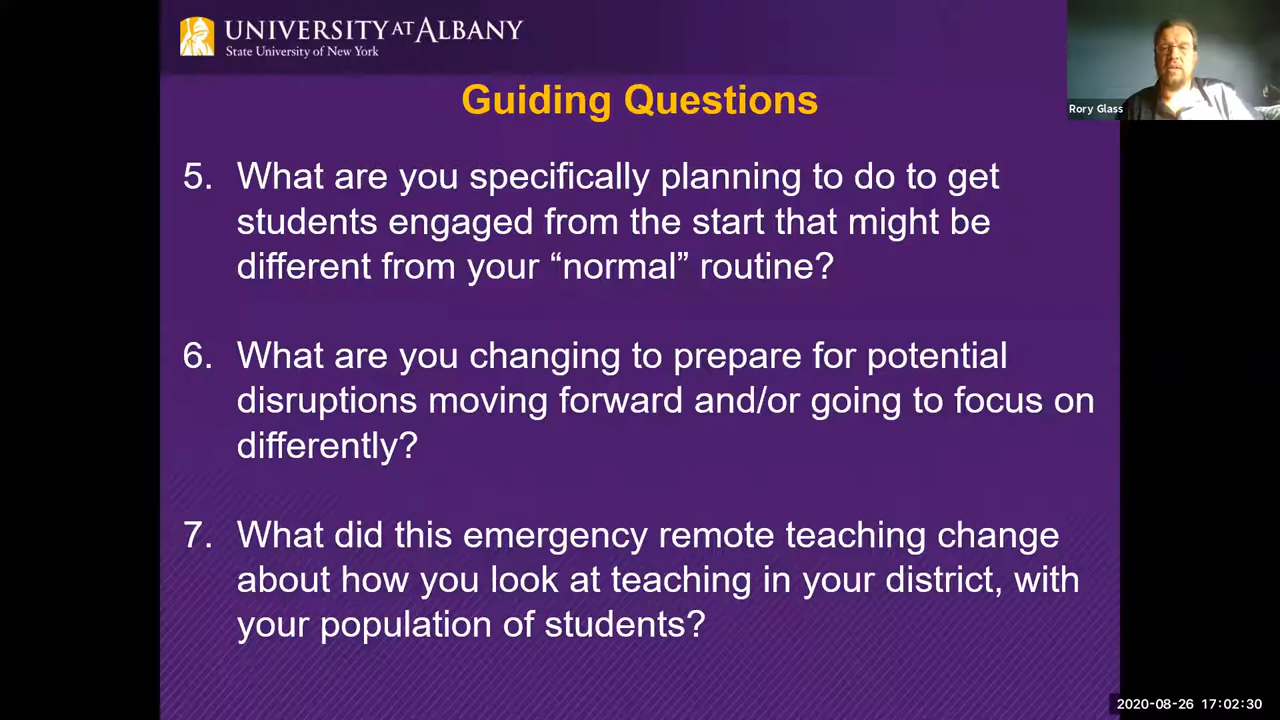 UNIVERSITY AT ALBANY
State University of New York
Rory Glass
Guiding Questions
5. What are you specifically planning to do to get
students engaged from the start that might be
different from your “normal” routine?
6. What are you changing to prepare for potential
disruptions moving forward and/or going to focus on
differently?
7. What did this emergency remote teaching change
about how you look at teaching in your district, with
your population of students?
2020-08-26 17:02:30